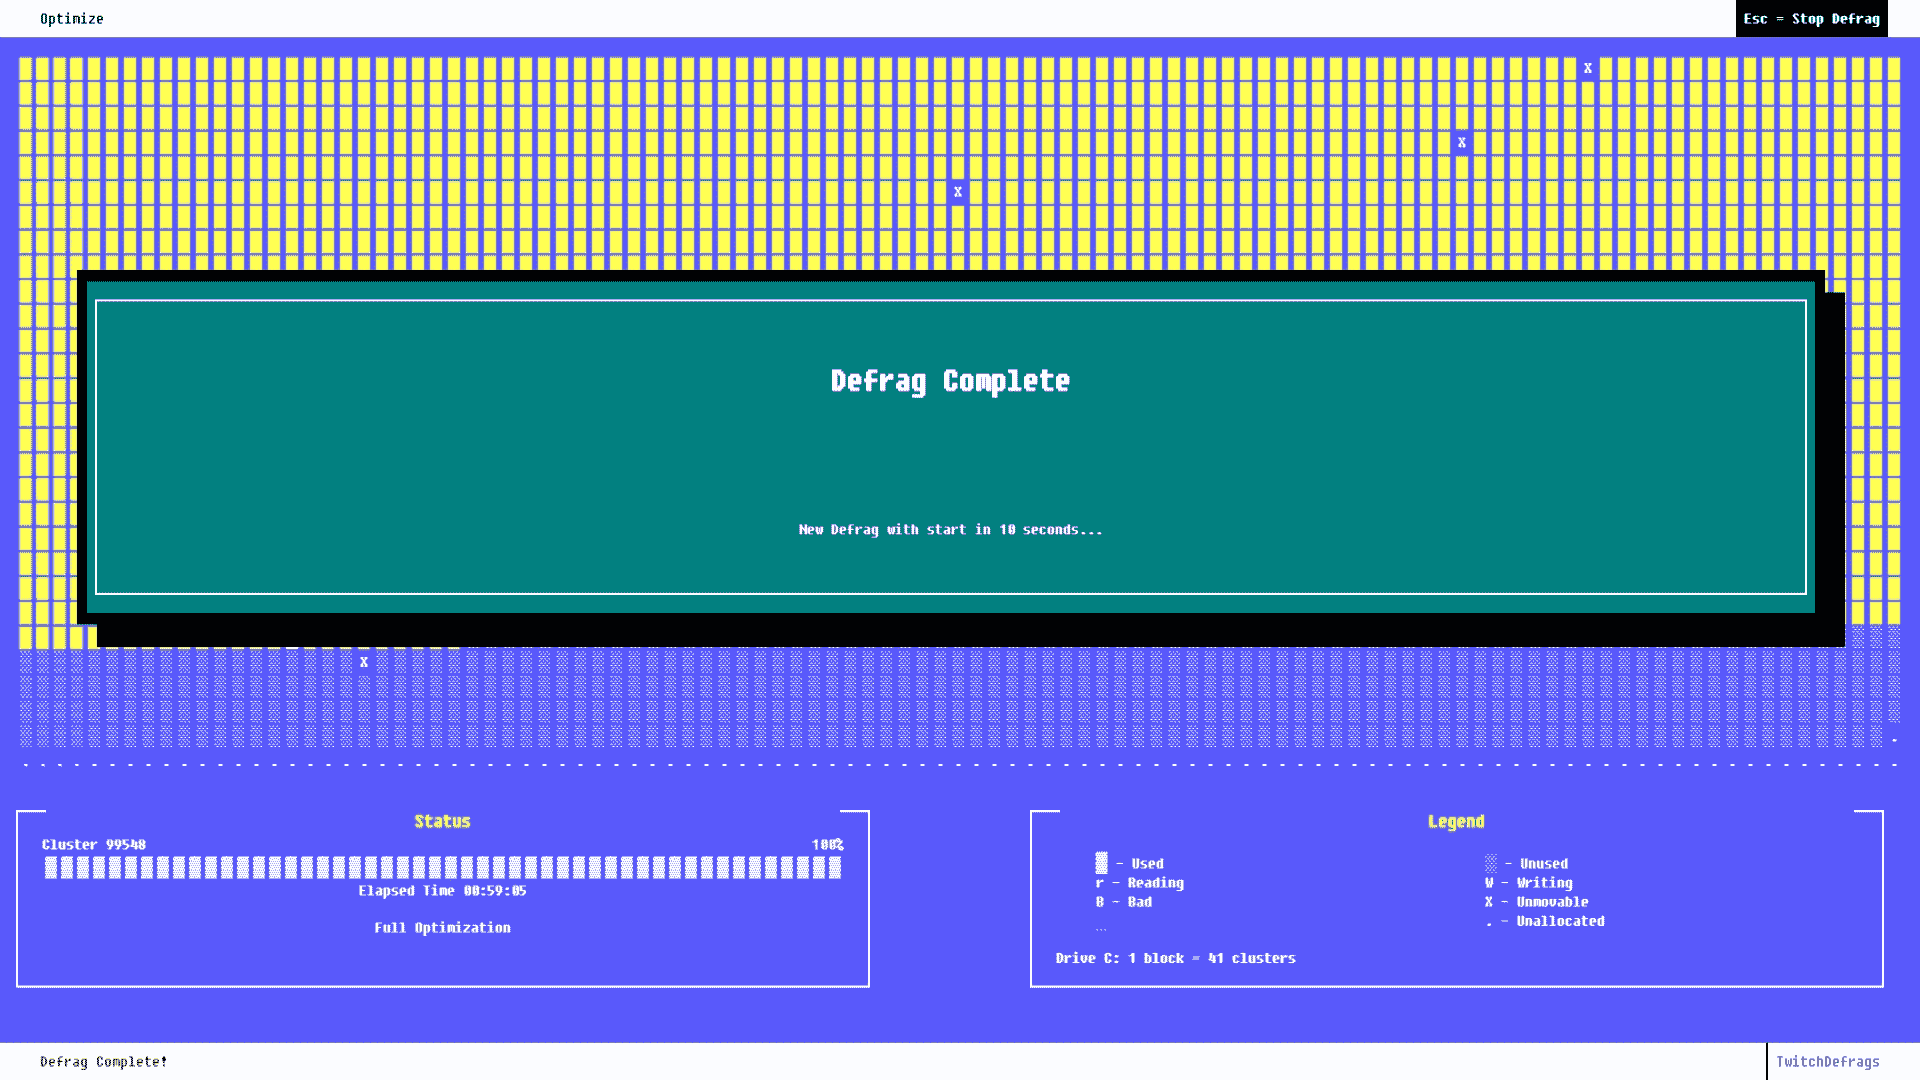 Optimize
Esc = Stop Defrag
X
X
X
Defrag Complete
New Defrag with start in 10 seconds...
X
Status
Cluster 99548 100%
Elapsed Time 00:59:05
Full Optimization
Legend
▓ - Used
░ - Unused
r - Reading
W - Writing
B - Bad
X - Unmovable
. - Unallocated
Drive C: 1 block = 41 clusters
Defrag Complete!
TwitchDefrags